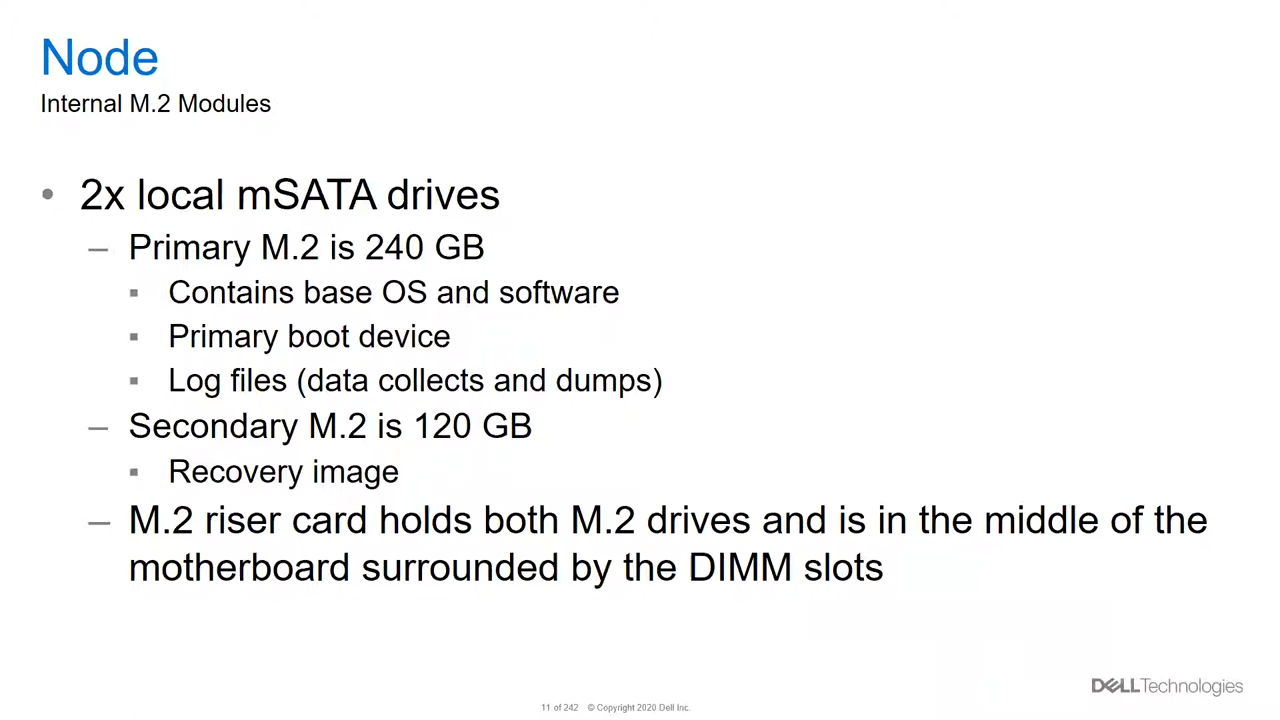 Node
Internal M.2 Modules
• 2x local mSATA drives
– Primary M.2 is 240 GB
▪ Contains base OS and software
▪ Primary boot device
▪ Log files (data collects and dumps)
– Secondary M.2 is 120 GB
▪ Recovery image
– M.2 riser card holds both M.2 drives and is in the middle of the
motherboard surrounded by the DIMM slots
DELLTechnologies
11 of 242 © Copyright 2020 Dell Inc.